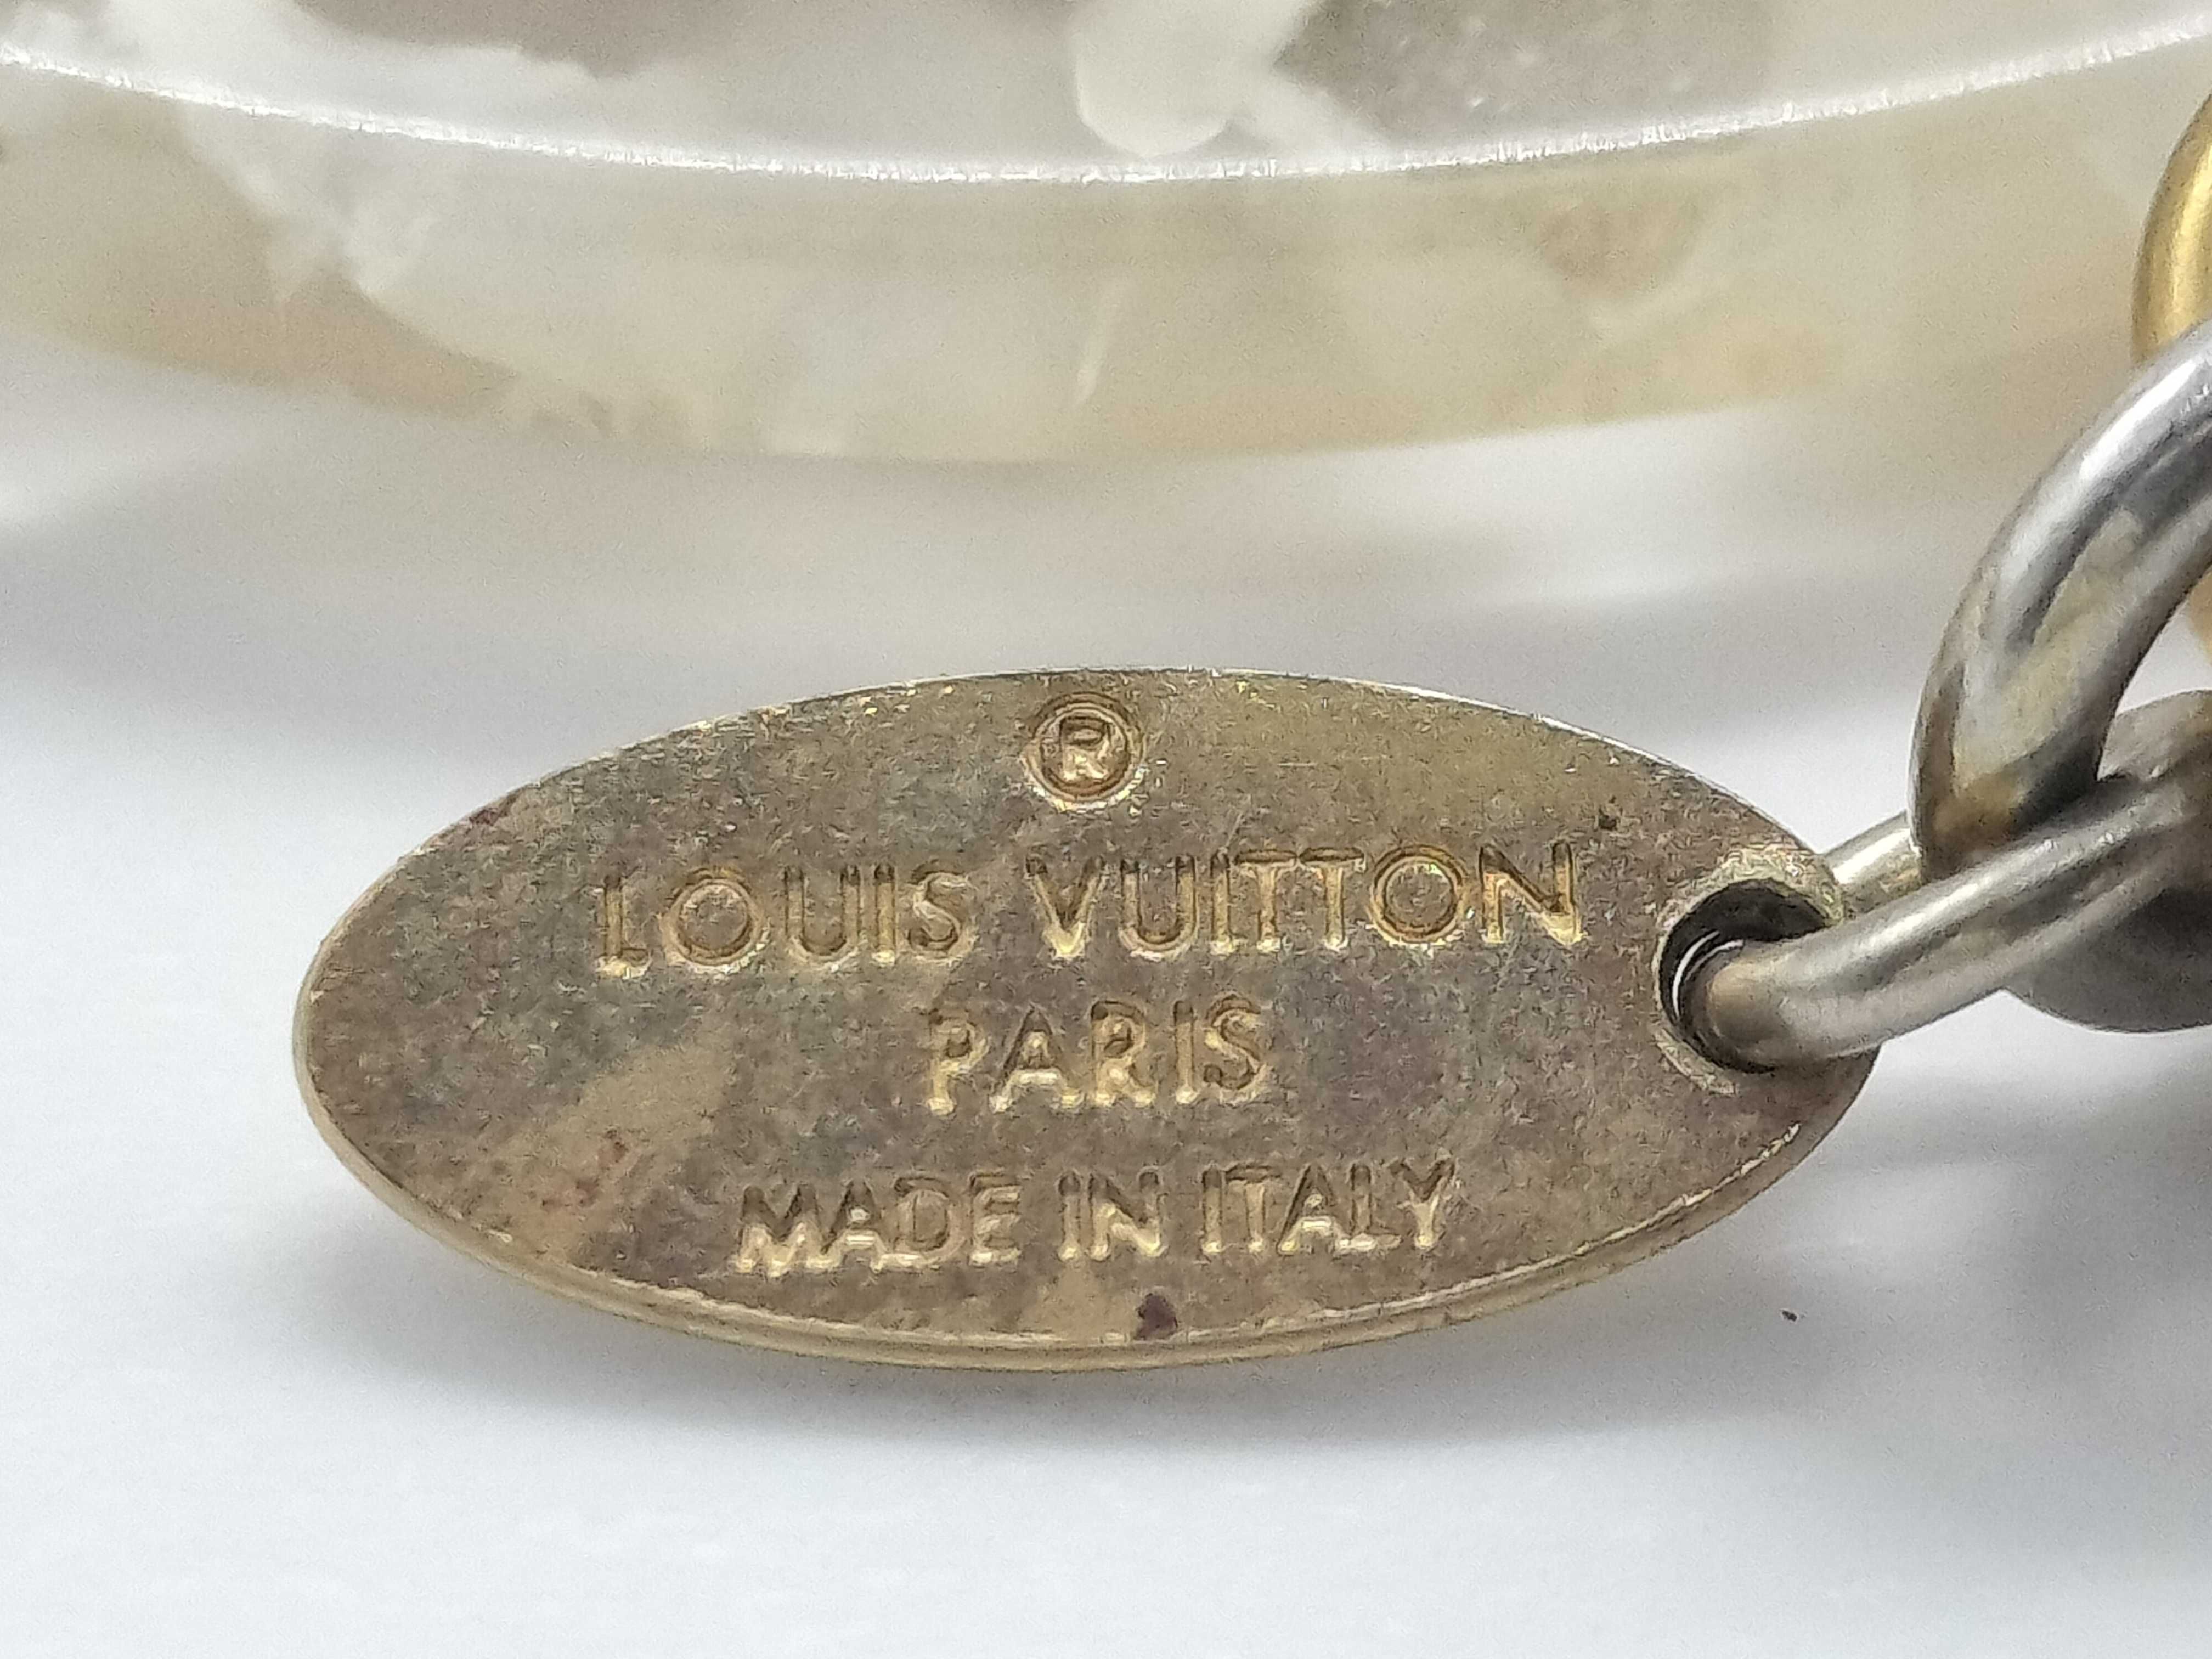 ®
LOUIS VUITTON
PARIS
MADE IN ITALY